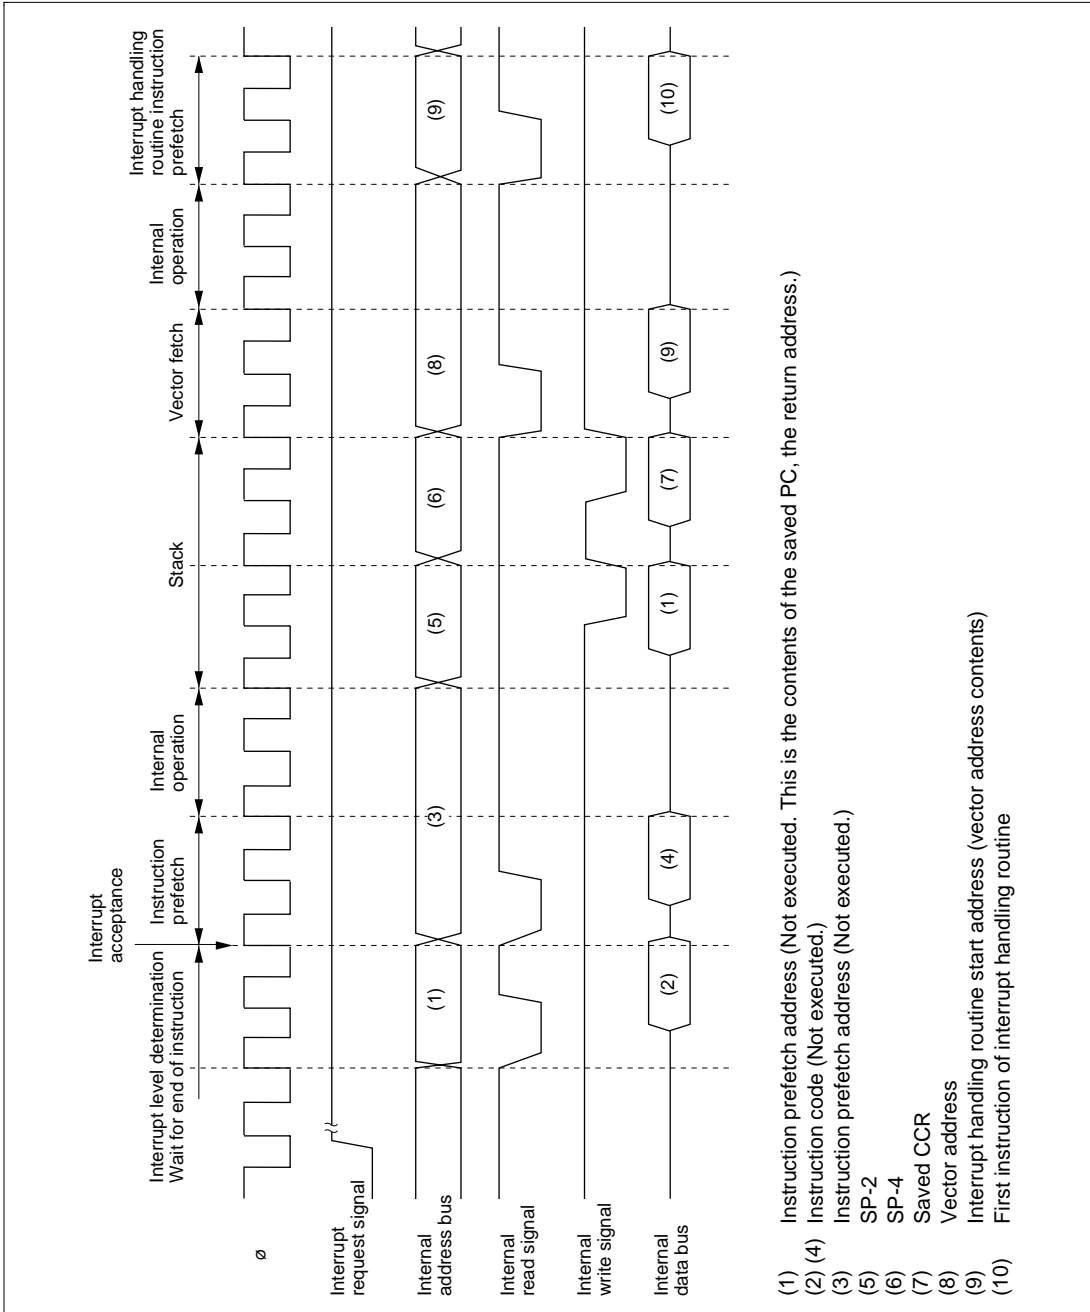 Interrupt
acceptance
Interrupt level determination
Wait for end of instruction
Instruction
prefetch
Internal
operation
Stack
Vector fetch
Internal
operation
Interrupt handling
routine instruction
prefetch
ø
Interrupt
request signal
Internal
address bus
(1)
(3)
(5)
(6)
(8)
(9)
Internal
read signal
Internal
write signal
Internal
data bus
(2)
(4)
(1)
(7)
(9)
(10)
(1) Instruction prefetch address (Not executed. This is the contents of the saved PC, the return address.)
(2) (4) Instruction code (Not executed.)
(3) Instruction prefetch address (Not executed.)
(5) SP-2
(6) SP-4
(7) Saved CCR
(8) Vector address
(9) Interrupt handling routine start address (vector address contents)
(10) First instruction of interrupt handling routine